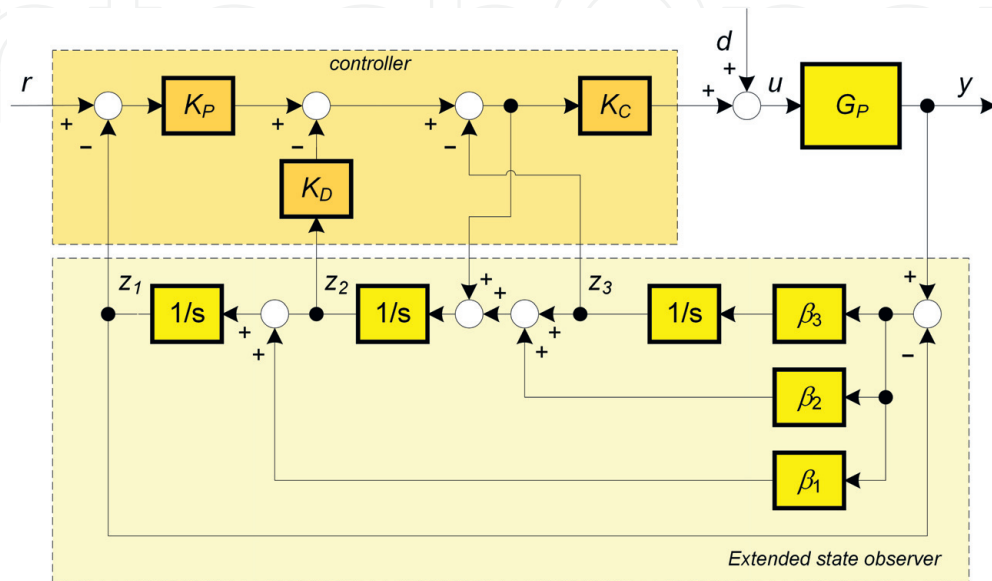 controller
r
d
y
u
K_P
K_C
G_P
K_D
+
−
+
−
+
−
+
+
z_1
z_2
z_3
1/s
1/s
1/s
+
+
+
+
+
+
+
−
β_3
β_2
β_1
Extended state observer